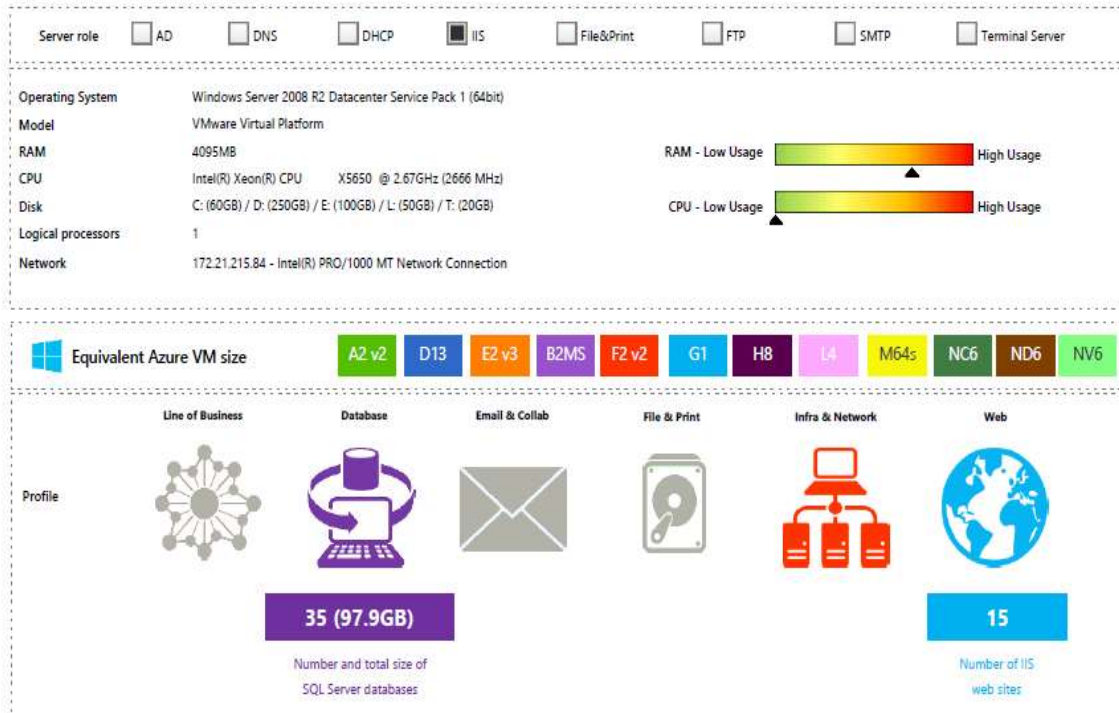 Server role AD DNS DHCP IIS File&Print FTP SMTP Terminal Server
Operating System Windows Server 2008 R2 Datacenter Service Pack 1 (64bit)
Model VMware Virtual Platform
RAM 4095MB
CPU Intel(R) Xeon(R) CPU X5650 @ 2.67GHz (2666 MHz)
Disk C: (60GB) / D: (250GB) / E: (100GB) / L: (50GB) / T: (20GB)
Logical processors 1
Network 172.21.215.84 - Intel(R) PRO/1000 MT Network Connection
RAM - Low Usage High Usage
CPU - Low Usage High Usage
Equivalent Azure VM size A2 v2 D13 E2 v3 B2MS F2 v2 G1 H8 L4 M64s NC6 ND6 NV6
Line of Business Database Email & Collab File & Print Infra & Network Web
Profile
35 (97.9GB) 15
Number and total size of Number of IIS
SQL Server databases web sites